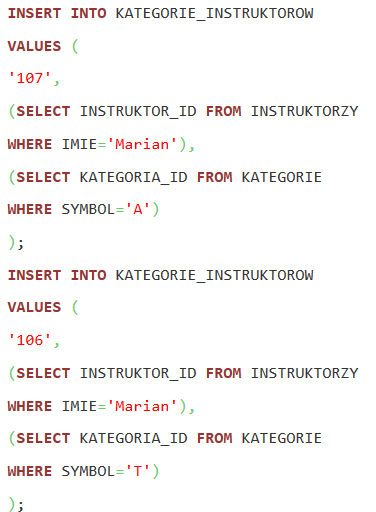 INSERT INTO KATEGORIE_INSTRUKTOROW
VALUES (
'107',
(SELECT INSTRUKTOR_ID FROM INSTRUKTORZY
WHERE IMIE='Marian'),
(SELECT KATEGORIA_ID FROM KATEGORIE
WHERE SYMBOL='A')
);
INSERT INTO KATEGORIE_INSTRUKTOROW
VALUES (
'106',
(SELECT INSTRUKTOR_ID FROM INSTRUKTORZY
WHERE IMIE='Marian'),
(SELECT KATEGORIA_ID FROM KATEGORIE
WHERE SYMBOL='T')
);